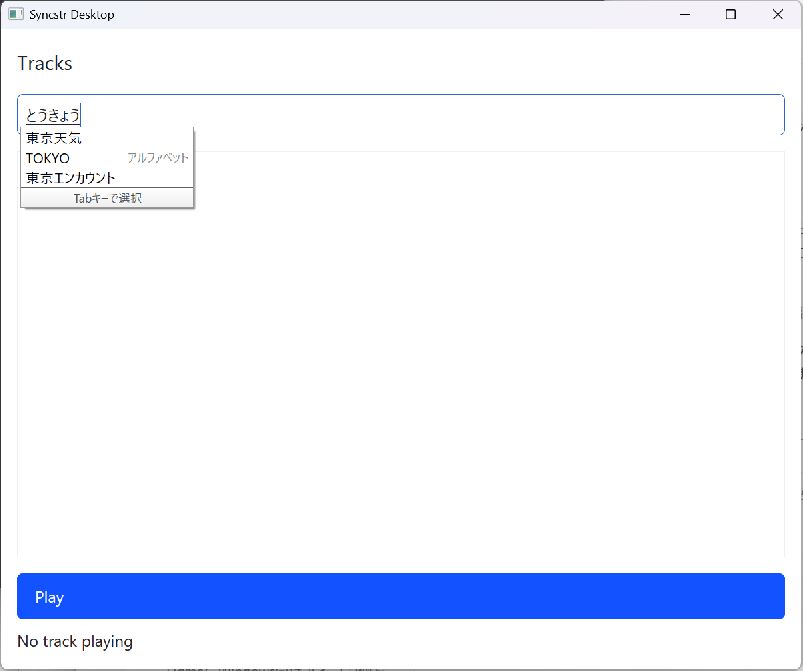 Syncstr Desktop
Tracks
とうきょう
東京天気
TOKYO アルファベット
東京エンカウント
Tabキーで選択
Play
No track playing